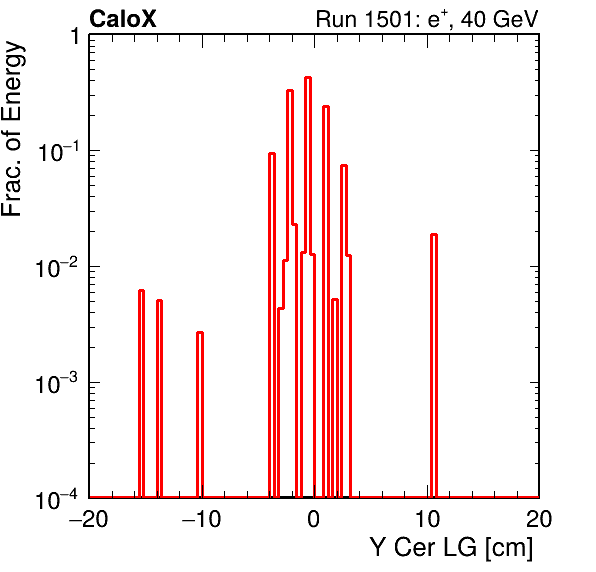 CaloX
Run 1501: e⁺, 40 GeV
Frac. of Energy
1
10⁻¹
10⁻²
10⁻³
10⁻⁴
−20
−10
0
10
20
Y Cer LG [cm]